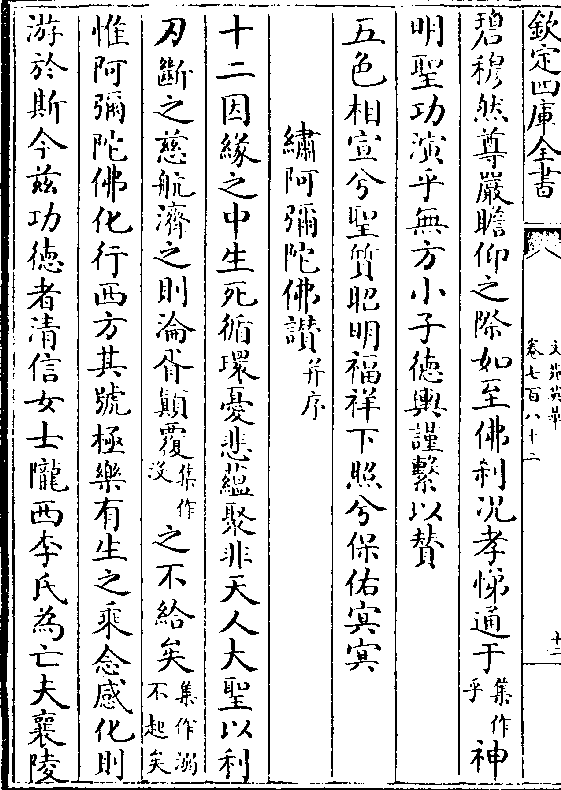 欽定四庫全書
文苑英華
卷七百八十二
十二
碧穆然尊嚴瞻仰之際如至佛刹況孝悌通于集作乎神
明聖功演乎無方小子德輿謹繫以賛
五色相宣兮聖質昭明福祥下照兮保佑寞寞
繡阿彌陀佛讃并序
十二因緣之中生死循環憂悲蘊聚非天人大聖以利
刃斷之慈航濟之則淪胥顛覆集作没之不給矣集作溺不起矣
惟阿彌陀佛化行西方其號極樂有生之乘念感化則
游於斯今兹功德者清信女士隴西李氏為亡夫襄陵